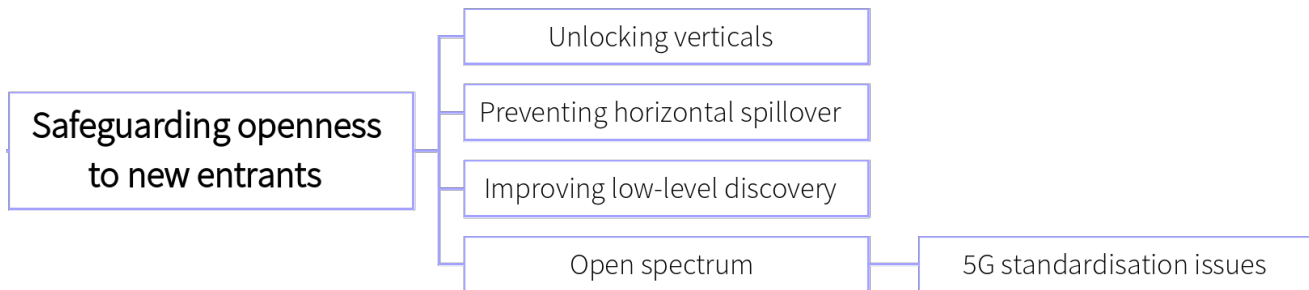 Safeguarding openness
to new entrants
Unlocking verticals
Preventing horizontal spillover
Improving low-level discovery
Open spectrum
5G standardisation issues